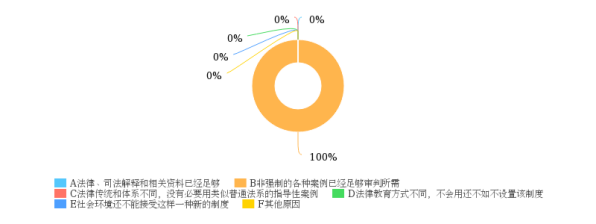 0% 0%
0%
0%
0%
100%
A法律、司法解释和相关资料已经足够 B非强制的各种案例已经足够审判所需
C法律传统和体系不同，没有必要用类似普通法系的指导性案例 D法律教育方式不同，不会用还不如不设置该制度
E社会环境还不能接受这样一种新的制度 F其他原因